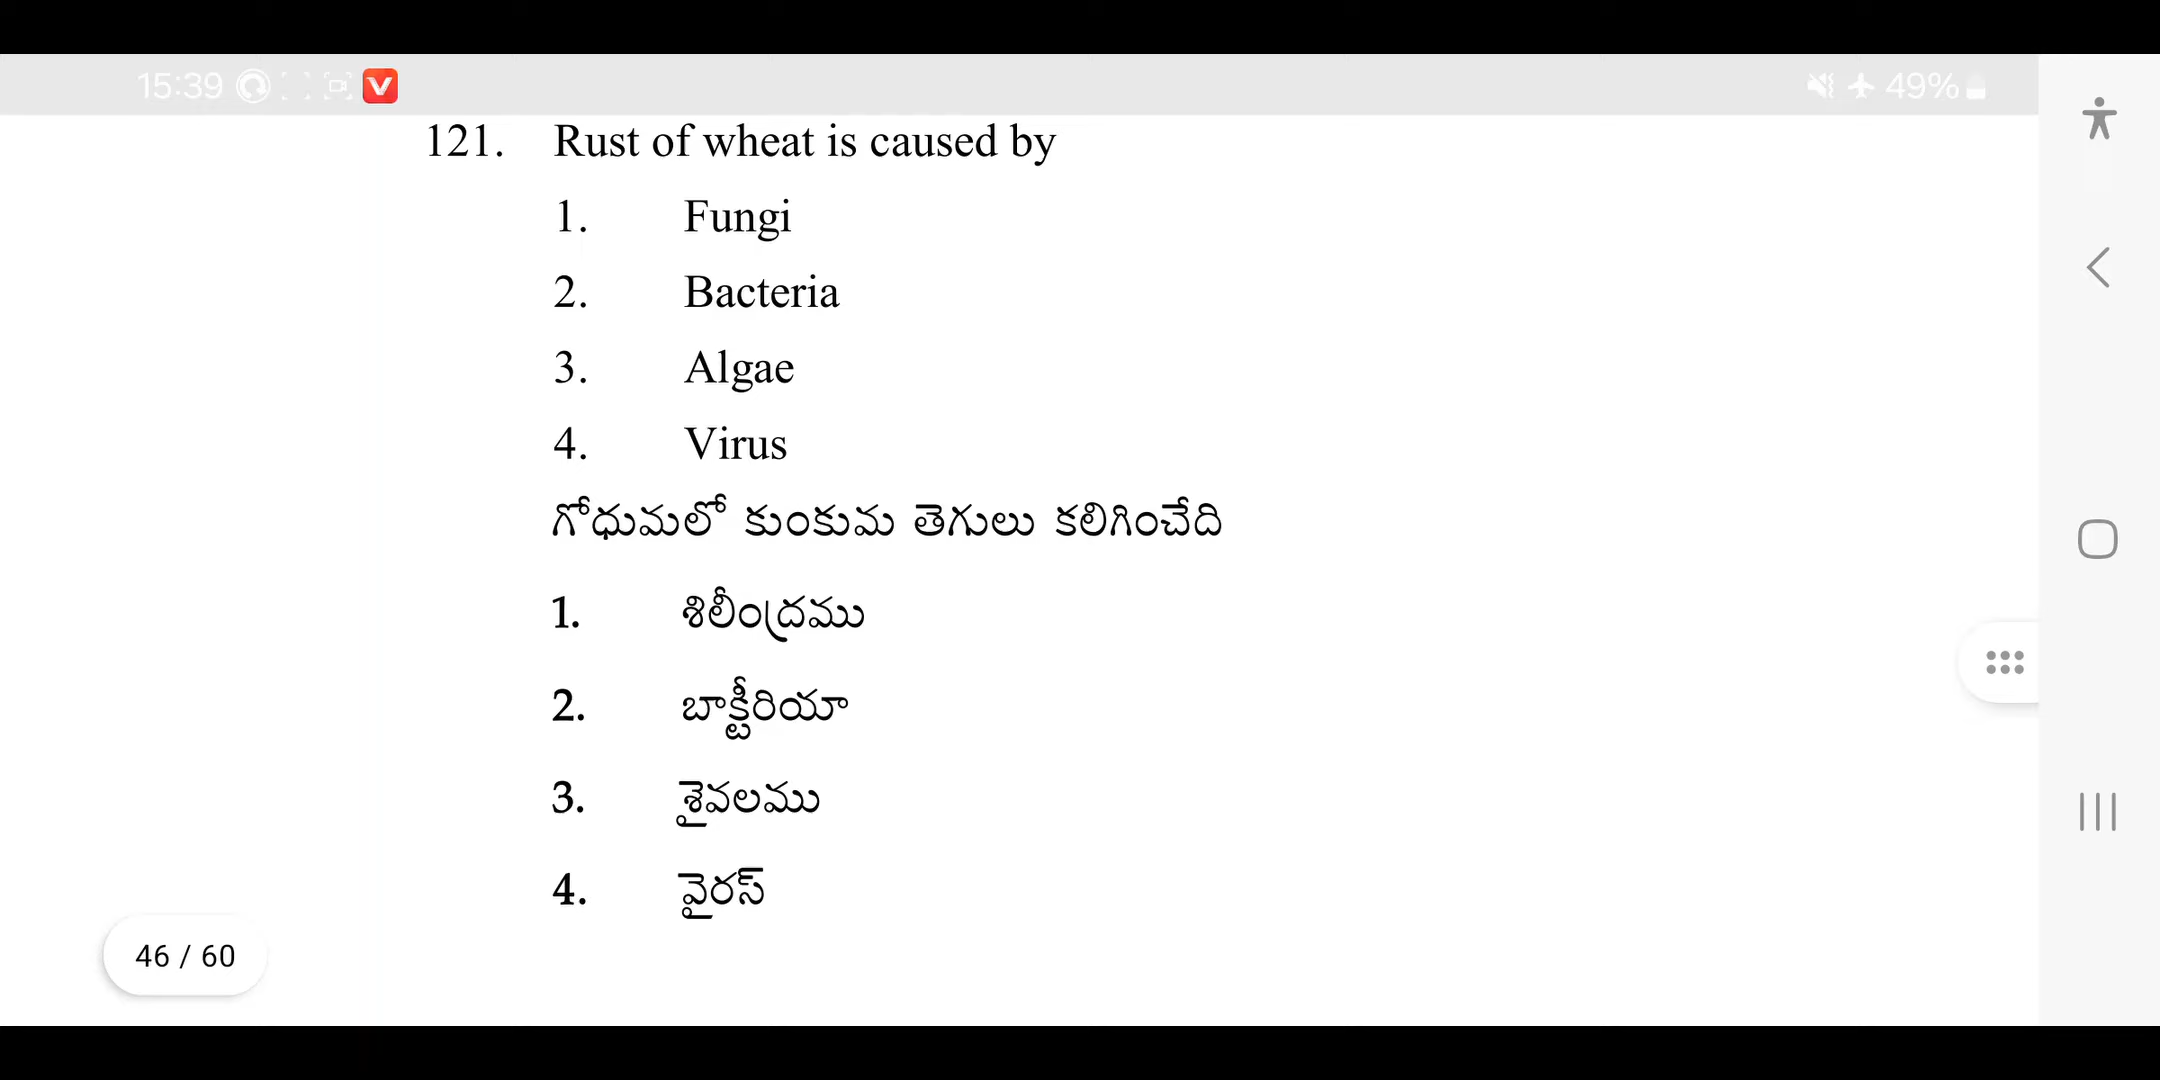 15:39
49%
121. Rust of wheat is caused by
1. Fungi
2. Bacteria
3. Algae
4. Virus
గోధుమలో కుంకుమ తెగులు కలిగించేది
1. శిలీంద్రము
2. బాక్టీరియా
3. శైవలము
4. వైరస్
46 / 60